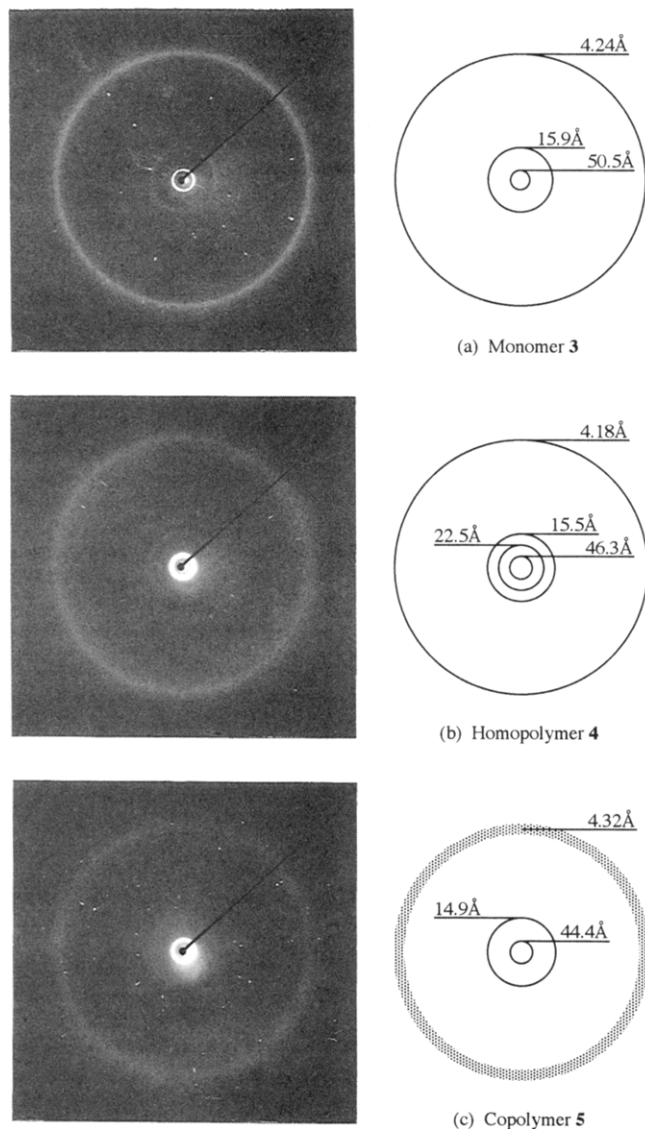 4.24Å
15.9Å
50.5Å
(a) Monomer 3
4.18Å
15.5Å
22.5Å
46.3Å
(b) Homopolymer 4
4.32Å
14.9Å
44.4Å
(c) Copolymer 5